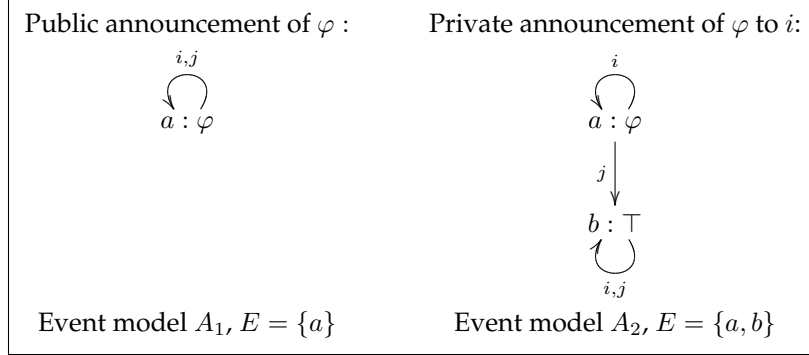 Public announcement of φ :
Private announcement of φ to i:
i,j
a : φ
i
a : φ
j
b : ⊤
i,j
Event model A₁, E = {a}
Event model A₂, E = {a, b}